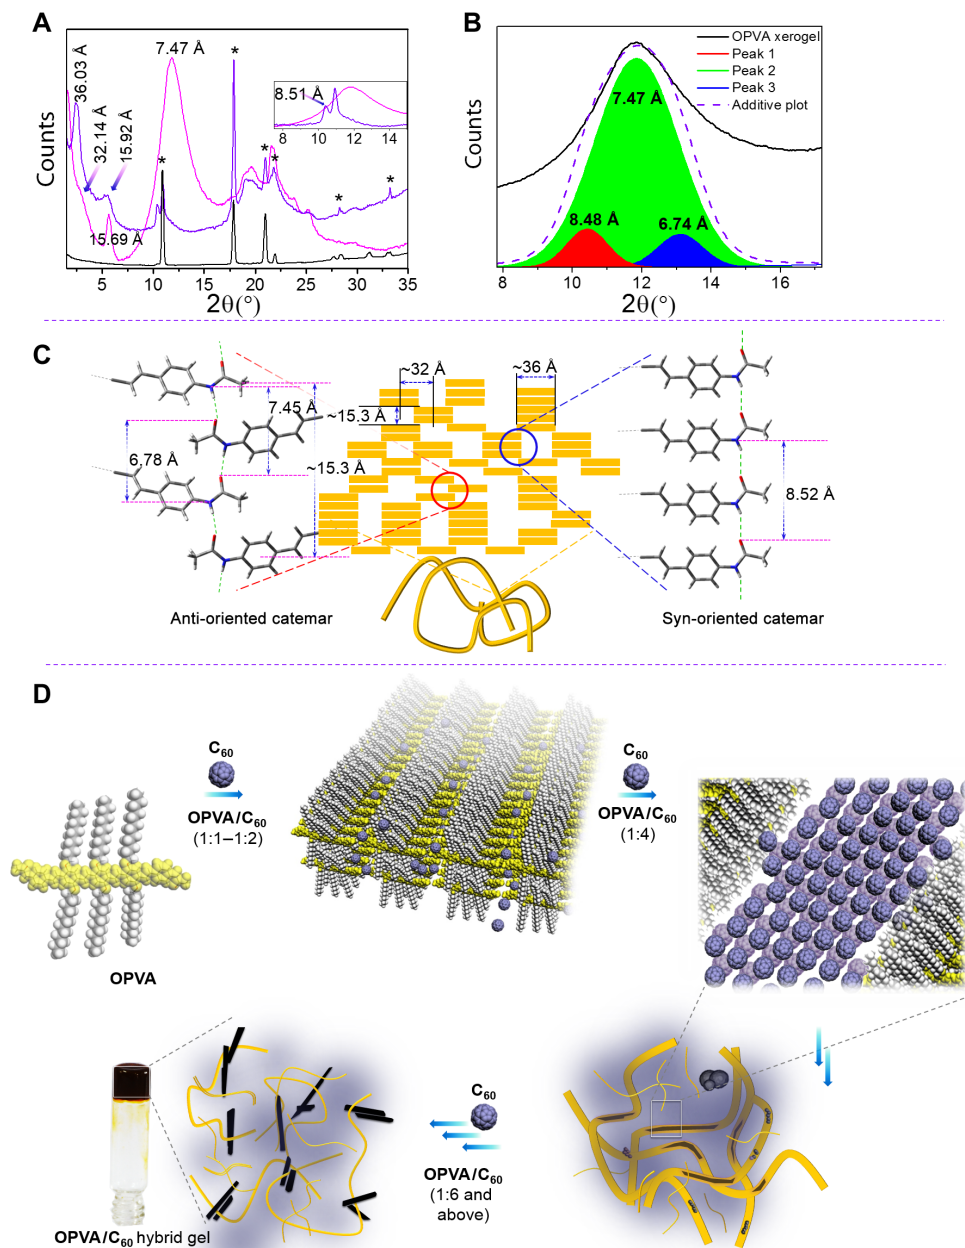 A
36.03 Å
32.14 Å
15.92 Å
7.47 Å
*
*
*
*
*
*
8.51 Å
8 10 12 14
15.69 Å
Counts
5 10 15 20 25 30 35
2θ(°)
B
OPVA xerogel
Peak 1
Peak 2
Peak 3
Additive plot
7.47 Å
8.48 Å
6.74 Å
Counts
8 10 12 14 16
2θ(°)
C
~32 Å
~36 Å
7.45 Å
~15.3 Å
6.78 Å
~15.3 Å
8.52 Å
Anti-oriented catemar
Syn-oriented catemar
D
C60
OPVA/C60
(1:1–1:2)
C60
OPVA/C60
(1:4)
OPVA
C60
OPVA/C60
(1:6 and
above)
OPVA/C60 hybrid gel